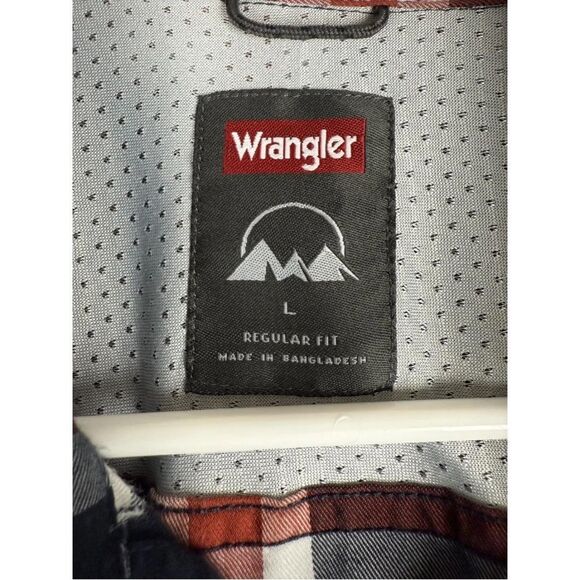 Wrangler
L
REGULAR FIT
MADE IN BANGLADESH